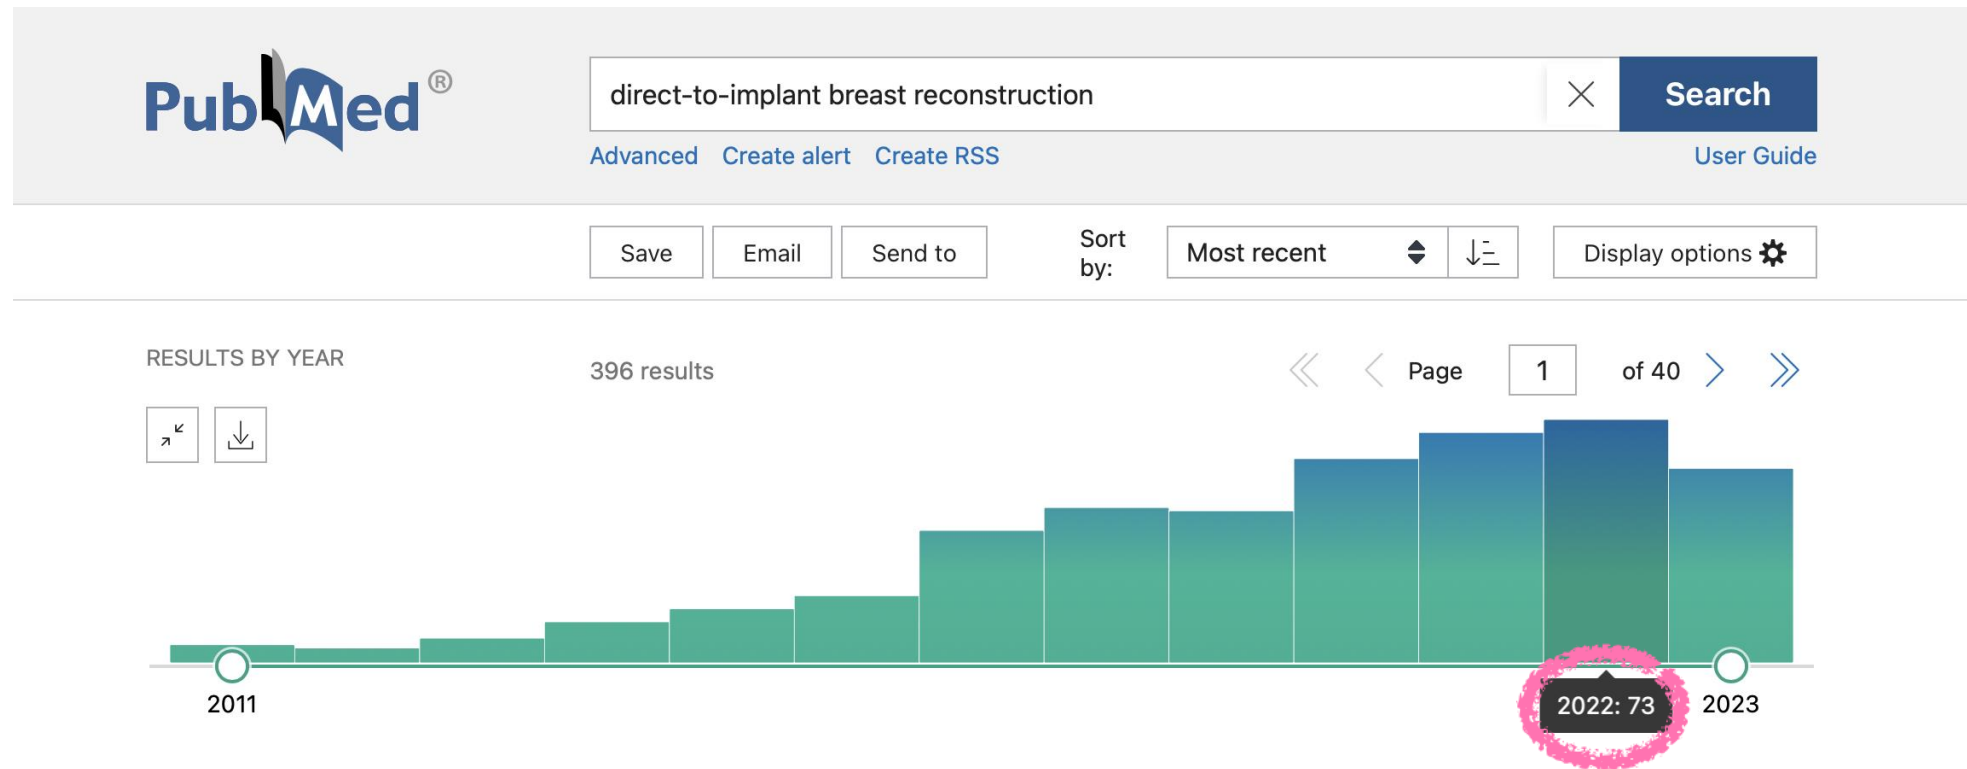 PubMed®
direct-to-implant breast reconstruction
Search
Advanced Create alert Create RSS
User Guide
Save
Email
Send to
Sort by:
Most recent
Display options
RESULTS BY YEAR
396 results
Page 1 of 40
2011
2022: 73
2023